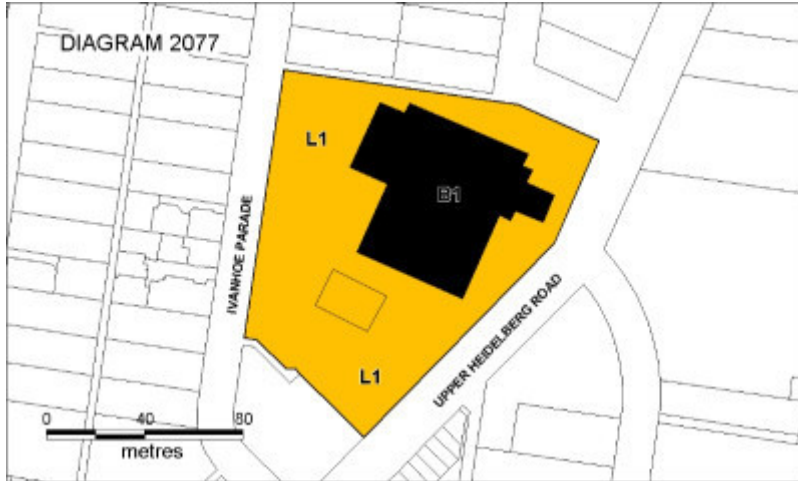 DIAGRAM 2077
L1
B1
IVANHOE PARADE
UPPER HEIDELBERG ROAD
L1
0 40 80
metres